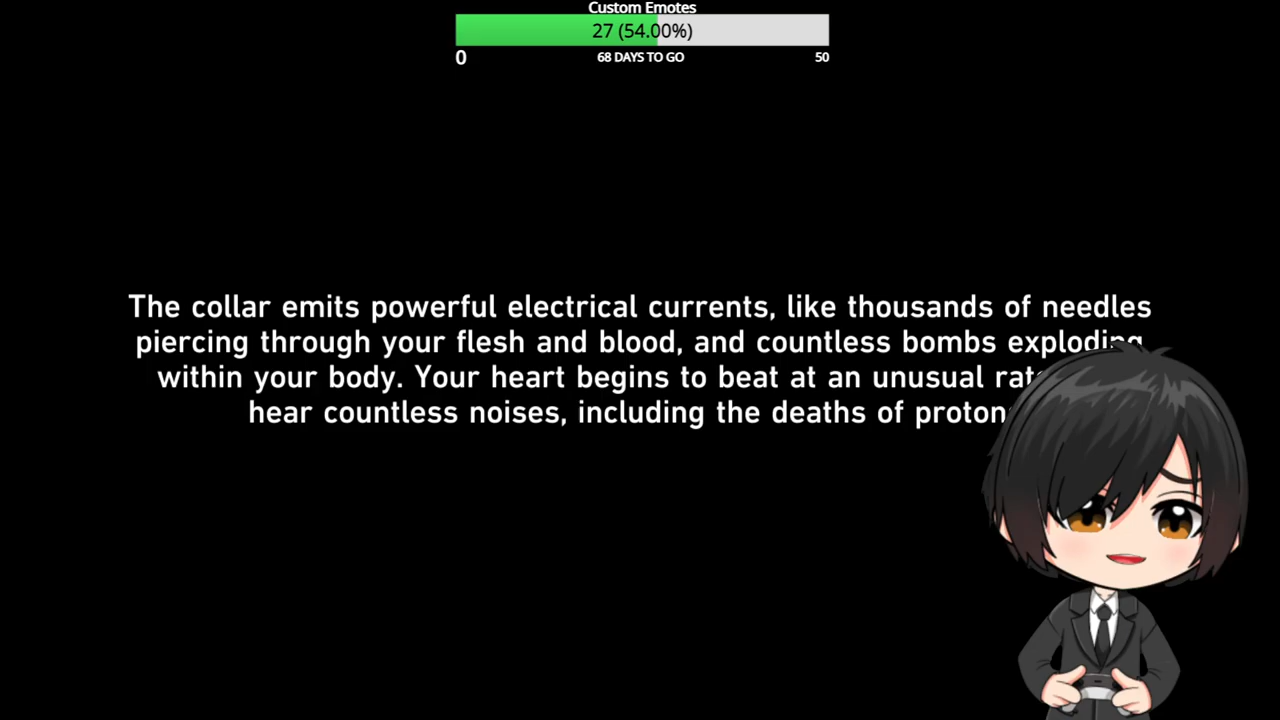 Custom Emotes
27 (54.00%)
0 68 DAYS TO GO 50
The collar emits powerful electrical currents, like thousands of needles
piercing through your flesh and blood, and countless bombs exploding
within your body. Your heart begins to beat at an unusual
hear countless noises, including the deaths of